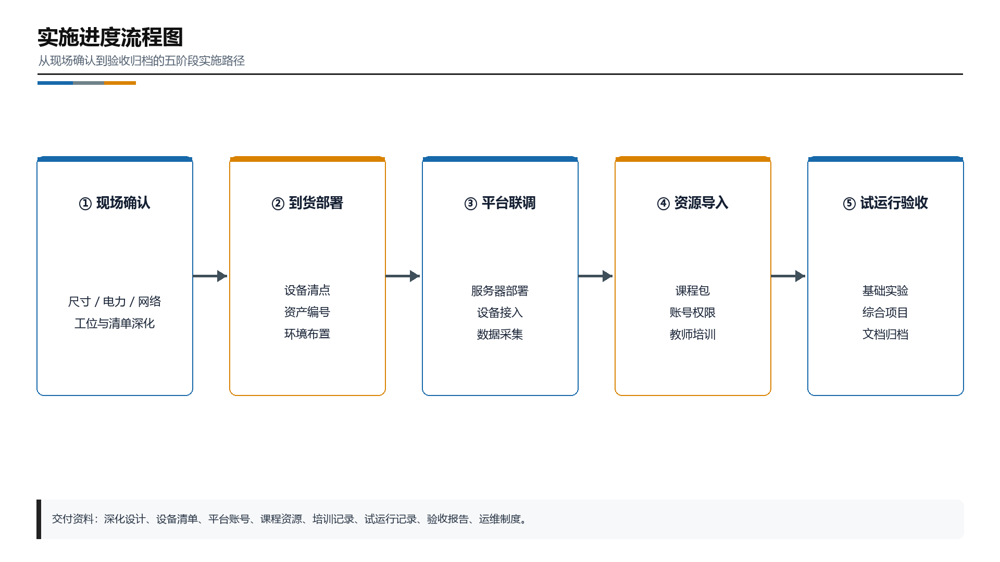 实施进度流程图
从现场确认到验收归档的五阶段实施路径
① 现场确认
尺寸 / 电力 / 网络
工位与清单深化
② 到货部署
设备清点
资产编号
环境布置
③ 平台联调
服务器部署
设备接入
数据采集
④ 资源导入
课程包
账号权限
教师培训
⑤ 试运行验收
基础实验
综合项目
文档归档
交付资料：深化设计、设备清单、平台账号、课程资源、培训记录、试运行记录、验收报告、运维制度。